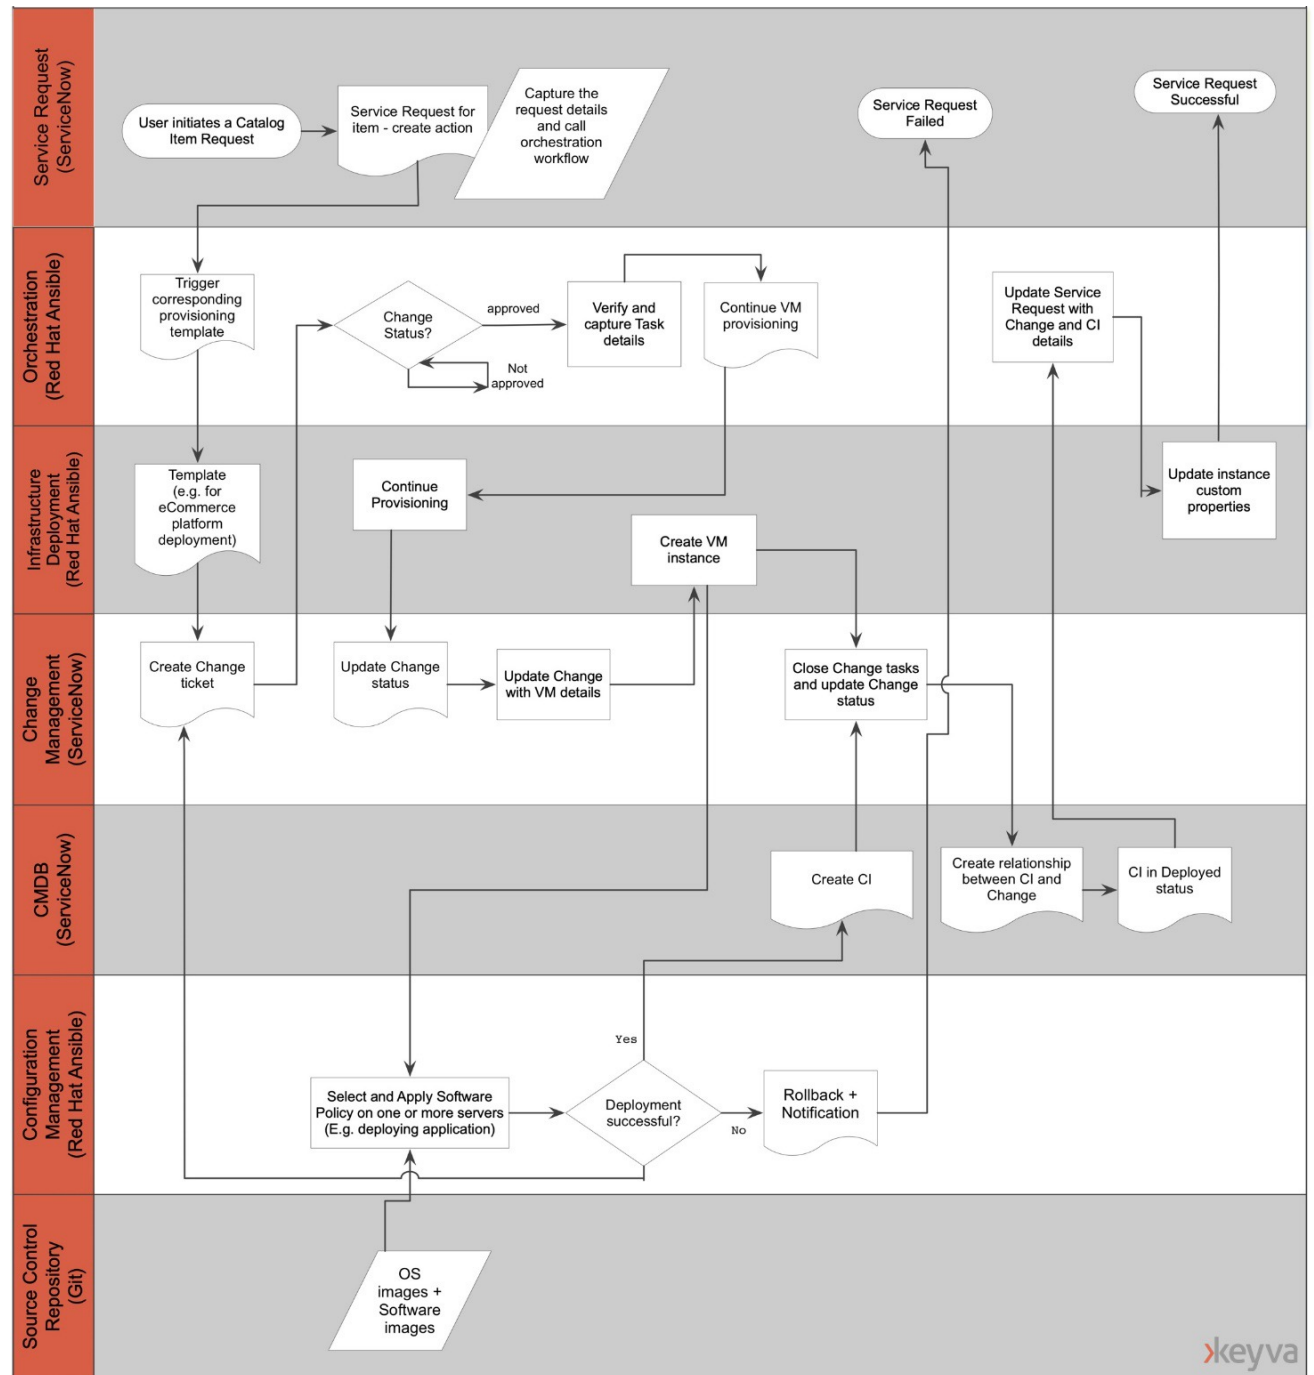 Service Request
(ServiceNow)
User initiates a Catalog
Item Request
Service Request for
item - create action
Capture the
request details
and call
orchestration
workflow
Service Request
Failed
Service Request
Successful
Orchestration
(Red Hat Ansible)
Trigger
corresponding
provisioning
template
Change
Status?
approved
Not
approved
Verify and
capture Task
details
Continue VM
provisioning
Update Service
Request with
Change and CI
details
Infrastructure
Deployment
(Red Hat Ansible)
Template
(e.g. for
eCommerce
platform
deployment)
Continue
Provisioning
Create VM
instance
Update instance
custom
properties
Change
Management
(ServiceNow)
Create Change
ticket
Update Change
status
Update Change
with VM details
Close Change tasks
and update Change
status
CMDB
(ServiceNow)
Create CI
Create relationship
between CI and
Change
CI in Deployed
status
Configuration
Management
(Red Hat Ansible)
Select and Apply Software
Policy on one or more servers
(E.g. deploying application)
Yes
Deployment
successful?
No
Rollback +
Notification
Source Control
Repository
(Git)
OS
images +
Software
images
keyva